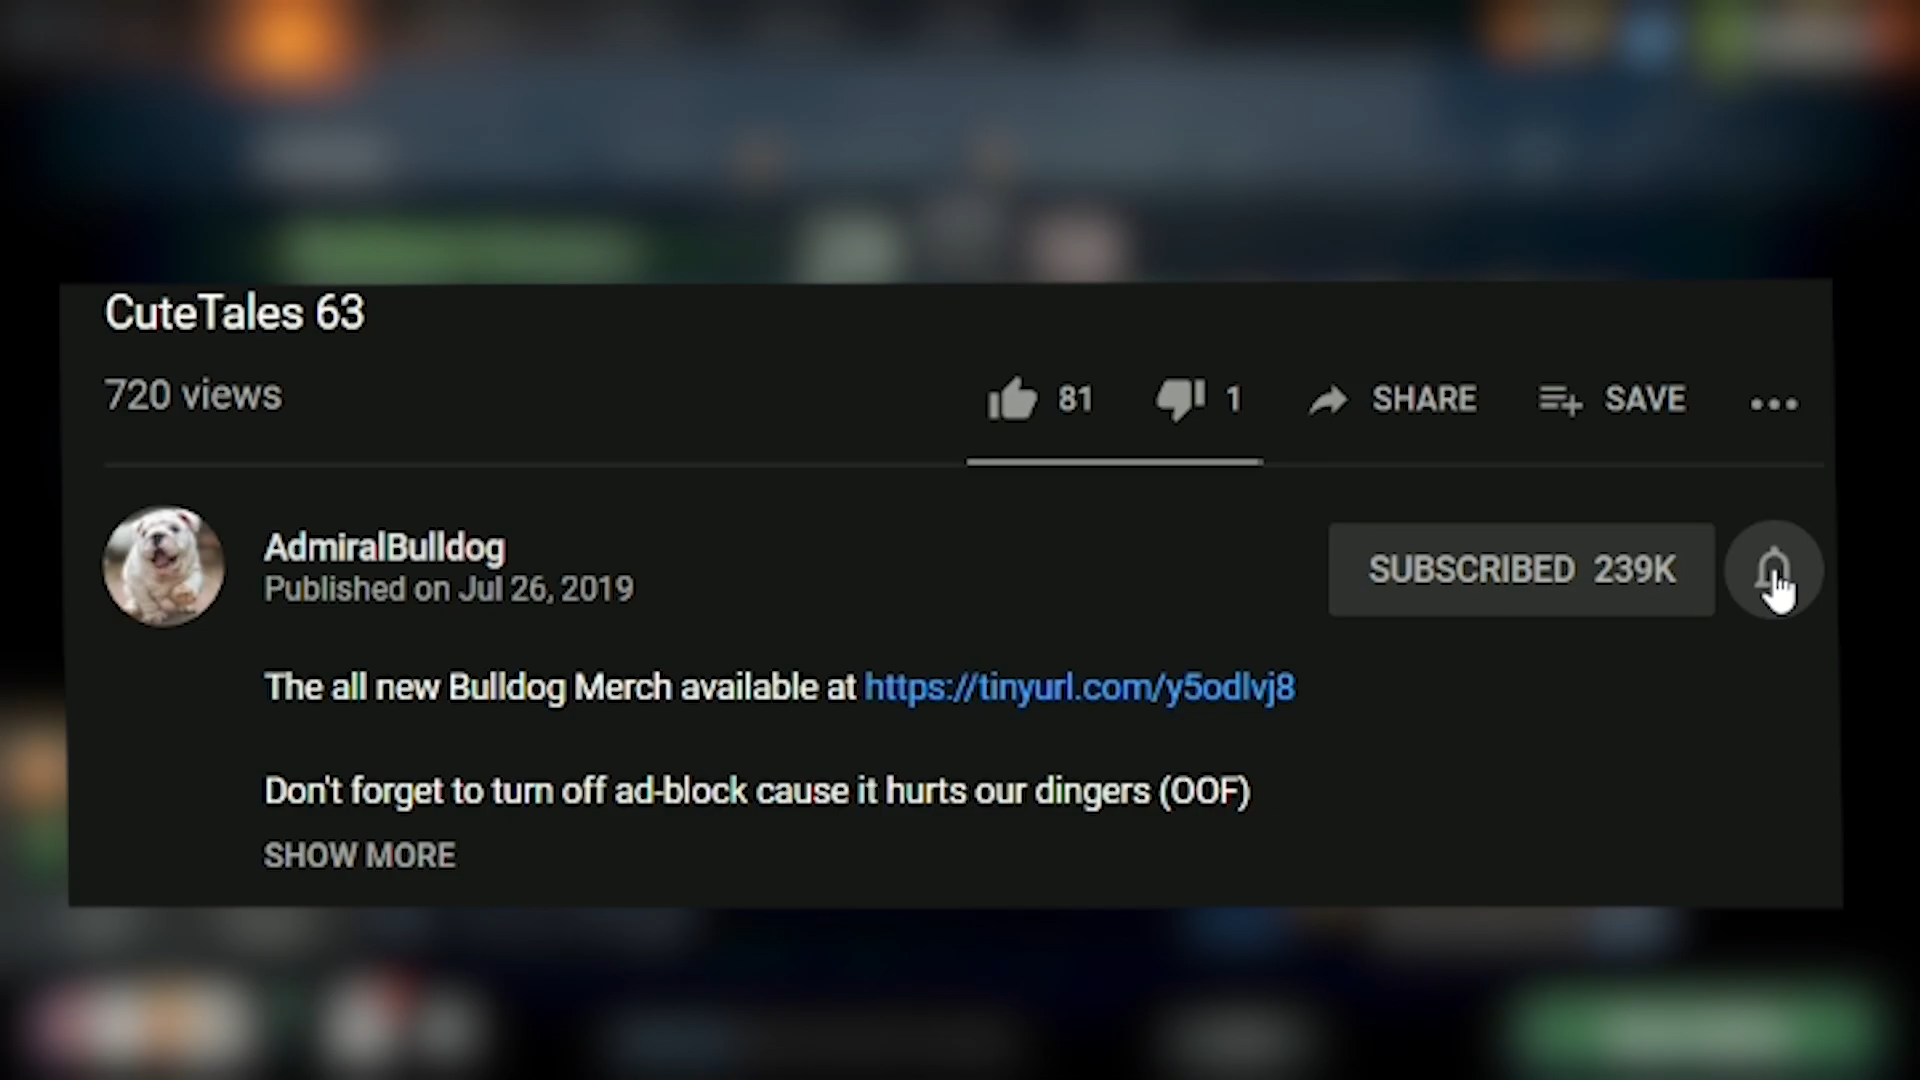 CuteTales 63
720 views
81 1 SHARE SAVE
AdmiralBulldog
Published on Jul 26, 2019
SUBSCRIBED 239K
The all new Bulldog Merch available at https://tinyurl.com/y5odlvj8
Don't forget to turn off ad-block cause it hurts our dingers (OOF)
SHOW MORE